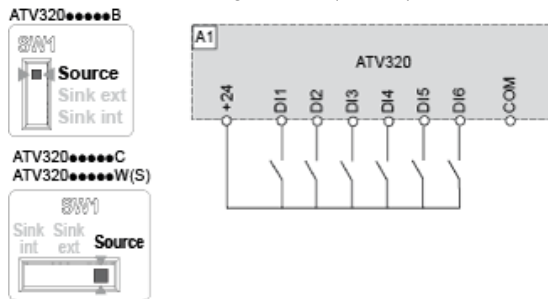 ATV320●●●●●B
SW1
Source
Sink ext
Sink int
ATV320●●●●●C
ATV320●●●●●W(S)
SW1
Sink int
Sink ext
Source
A1
ATV320
+24
DI1
DI2
DI3
DI4
DI5
DI6
COM